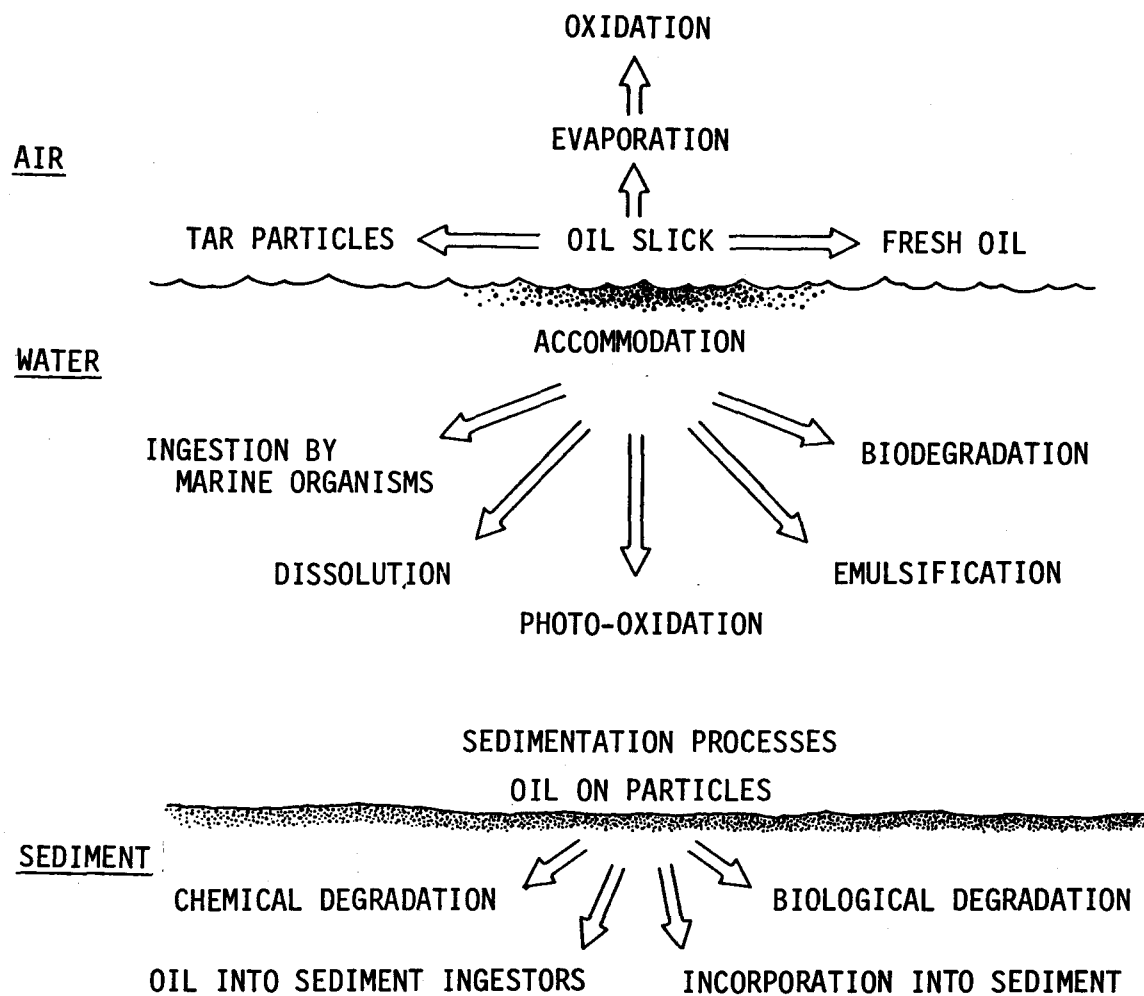 OXIDATION
EVAPORATION
AIR
TAR PARTICLES
OIL SLICK
FRESH OIL
ACCOMMODATION
WATER
INGESTION BY
MARINE ORGANISMS
BIODEGRADATION
DISSOLUTION
EMULSIFICATION
PHOTO-OXIDATION
SEDIMENTATION PROCESSES
OIL ON PARTICLES
SEDIMENT
CHEMICAL DEGRADATION
BIOLOGICAL DEGRADATION
OIL INTO SEDIMENT INGESTORS
INCORPORATION INTO SEDIMENT